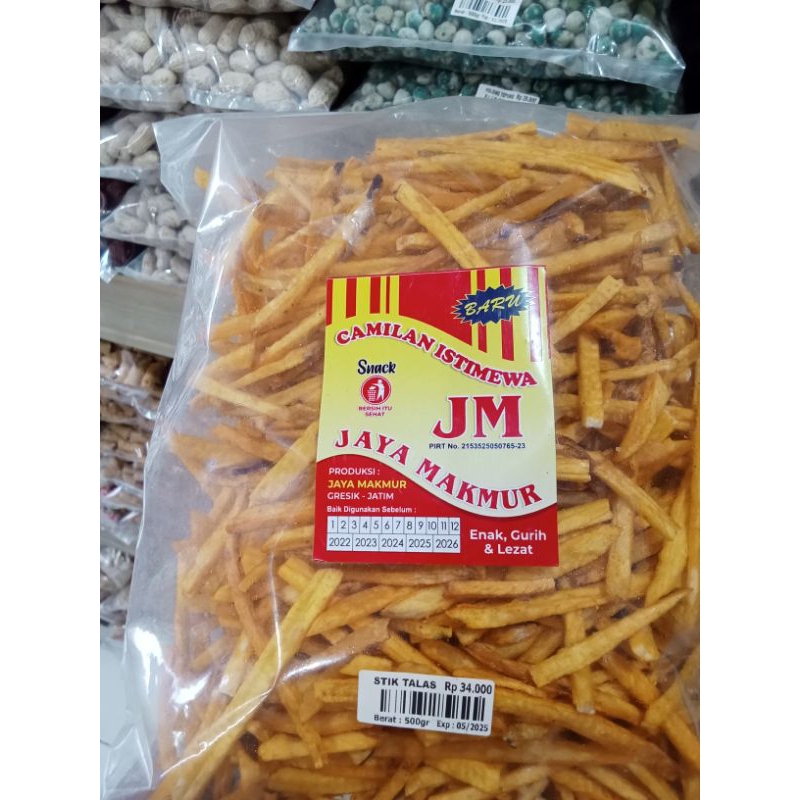 BARU
CAMILAN ISTIMEWA
Snack
BERSIH ITU
SEHAT
JM
PIRT No. 2153525050765-23
JAYA MAKMUR
PRODUKSI :
JAYA MAKMUR
GRESIK - JATIM
Baik Digunakan Sebelum :
1 2 3 4 5 6 7 8 9 10 11 12
2022 2023 2024 2025 2026
Enak, Gurih
& Lezat
STIK TALAS Rp 34.000
Berat : 500gr Exp : 05/2025